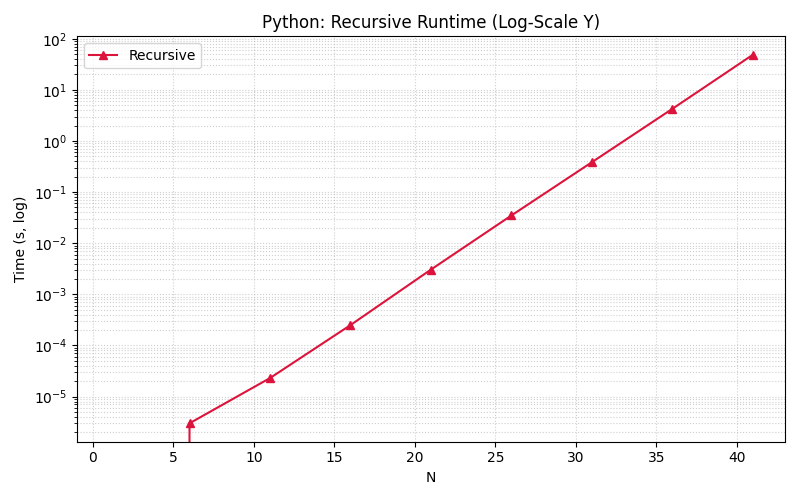 Python: Recursive Runtime (Log-Scale Y)
Recursive
Time (s, log)
10²
10¹
10⁰
10⁻¹
10⁻²
10⁻³
10⁻⁴
10⁻⁵
0 5 10 15 20 25 30 35 40
N